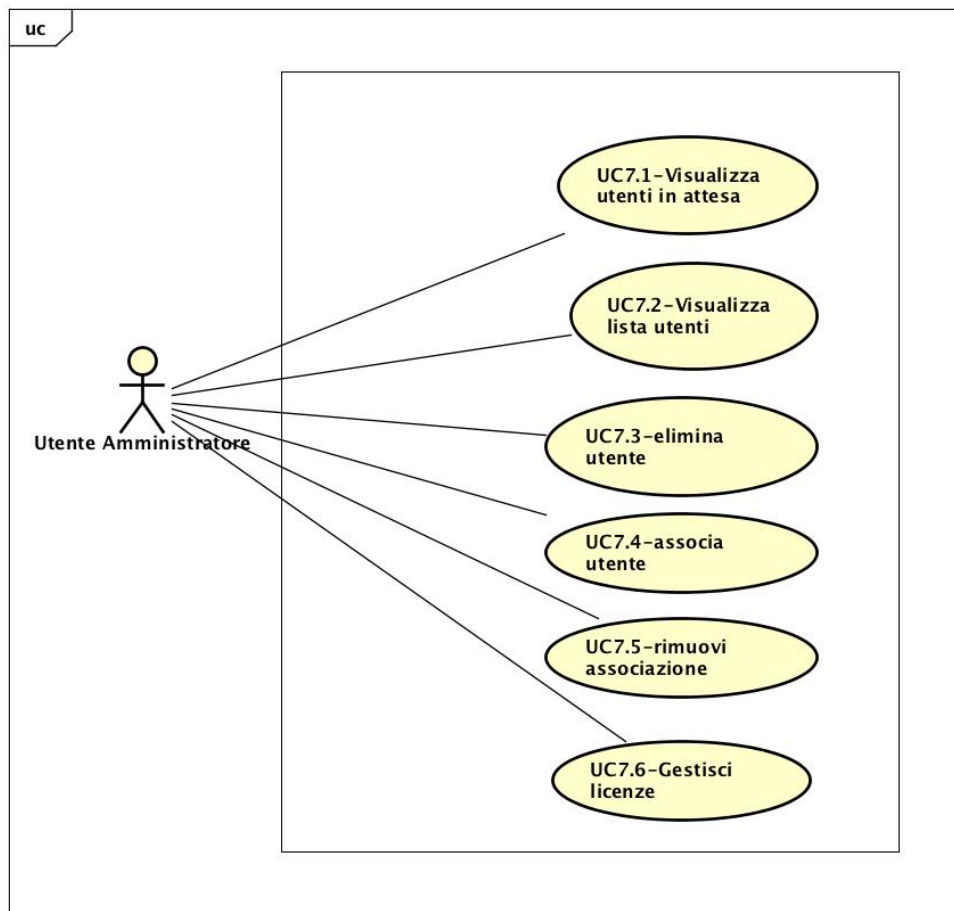 uc
UC7.1-Visualizza
utenti in attesa
UC7.2-Visualizza
lista utenti
UC7.3-elimina
utente
Utente Amministratore
UC7.4-associa
utente
UC7.5-rimuovi
associazione
UC7.6-Gestisci
licenze